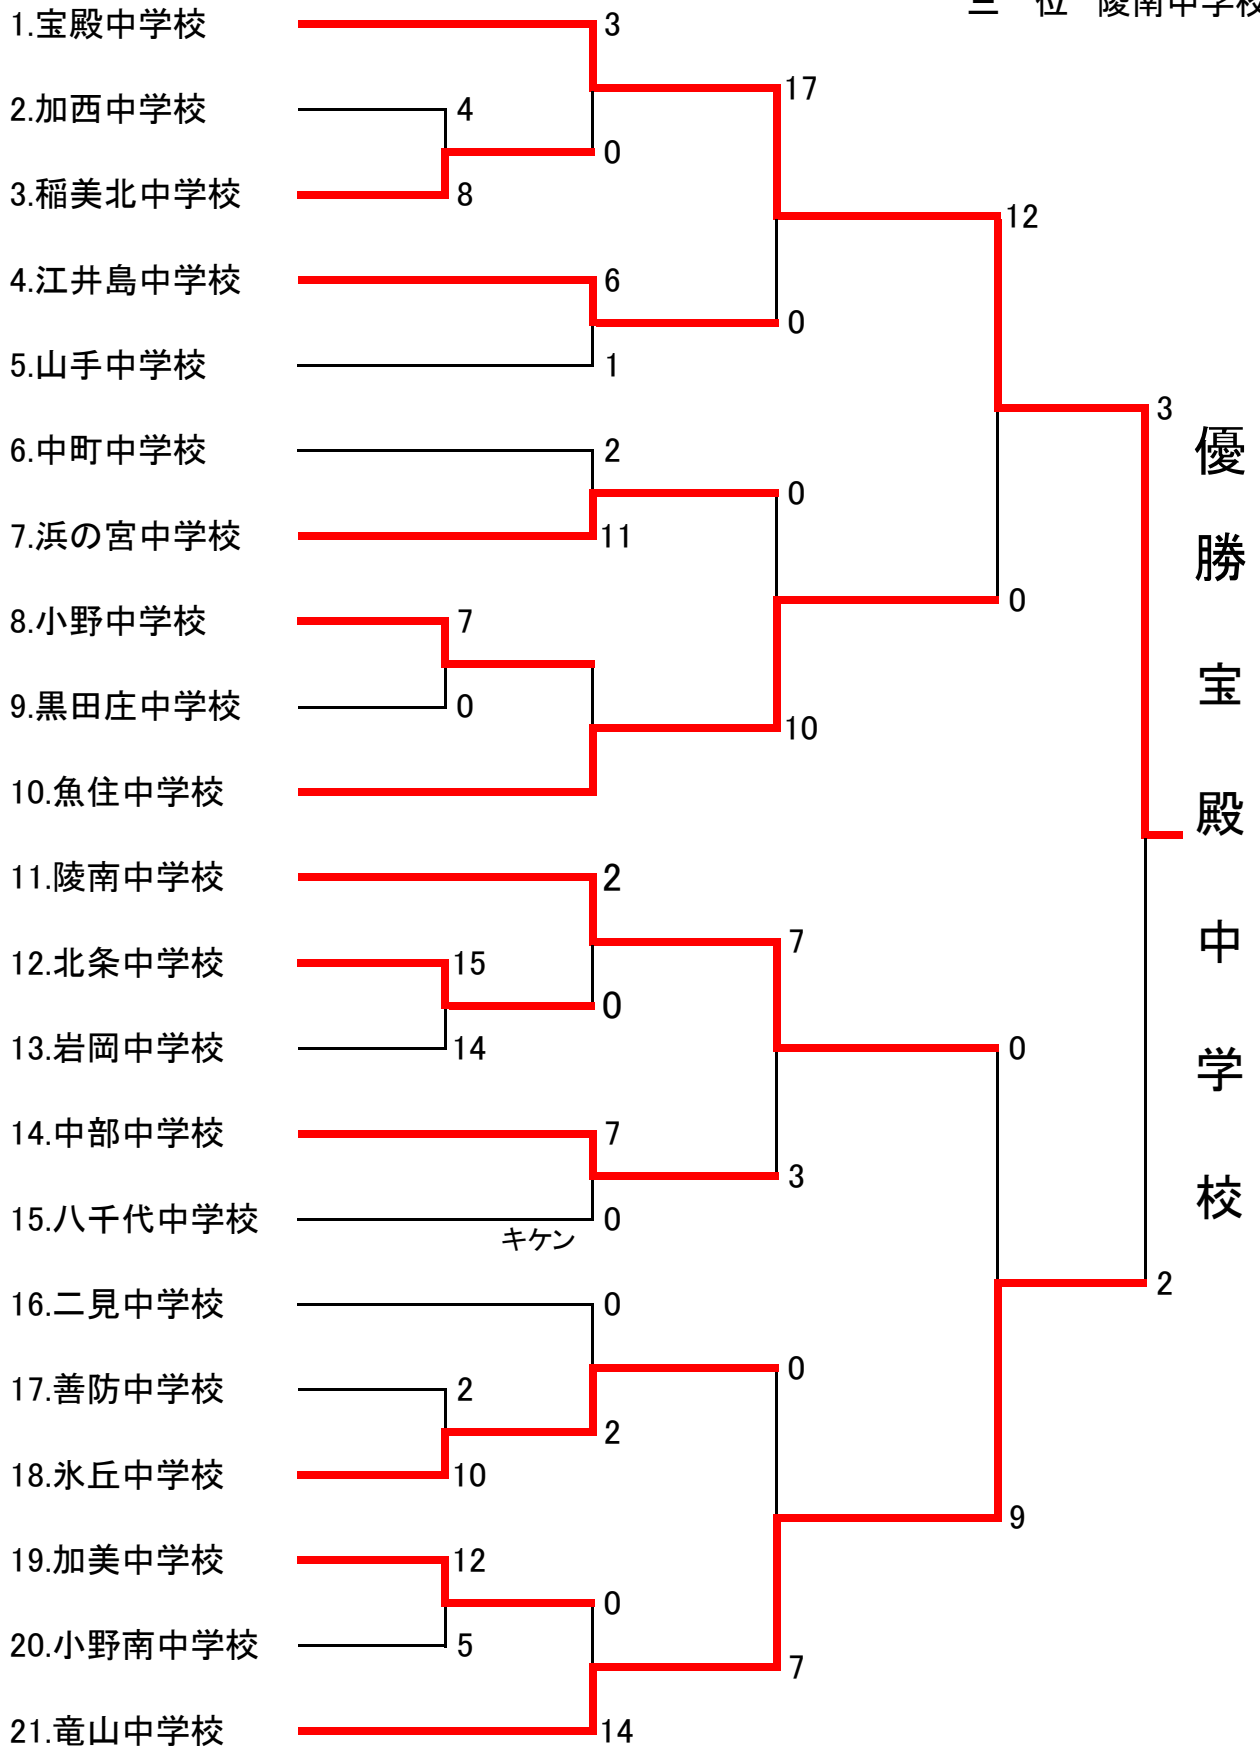 三 位 陵南中学校
1.宝殿中学校
3
17
2.加西中学校
4
0
3.稲美北中学校
8
12
4.江井島中学校
6
0
5.山手中学校
1
3
6.中町中学校
2
0
7.浜の宮中学校
11
0
8.小野中学校
7
9.黒田庄中学校
0
10
10.魚住中学校
11.陵南中学校
2
7
12.北条中学校
15
0
13.岩岡中学校
14
0
14.中部中学校
7
3
15.八千代中学校
0
キケン
2
16.二見中学校
0
0
17.善防中学校
2
2
18.氷丘中学校
10
9
19.加美中学校
12
0
20.小野南中学校
5
7
21.竜山中学校
14
優勝宝殿中学校